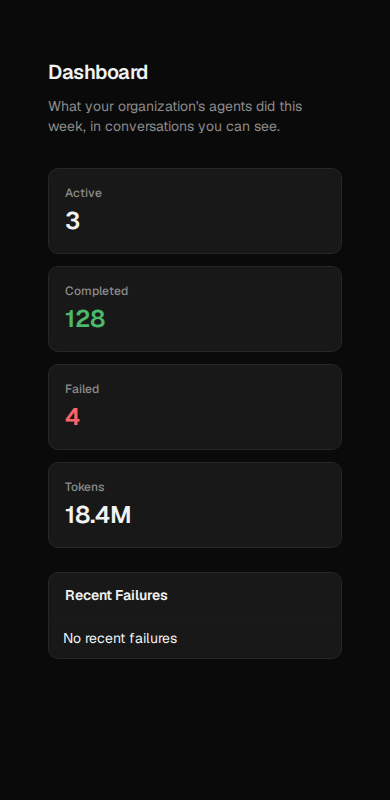 Dashboard
What your organization's agents did this
week, in conversations you can see.
Active
3
Completed
128
Failed
4
Tokens
18.4M
Recent Failures
No recent failures